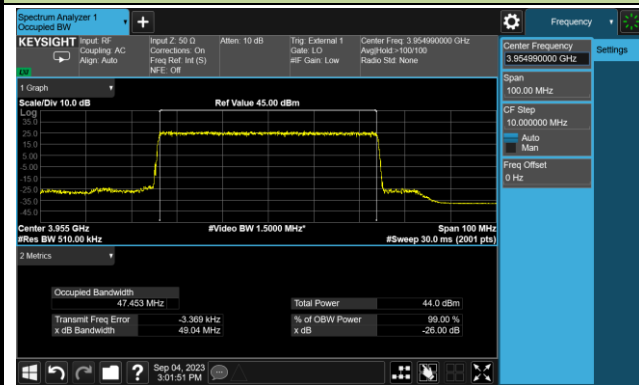 Spectrum Analyzer 1
Occupied BW
Frequency
KEYSIGHT
Input: RF
Coupling: AC
Align: Auto
Input Z: 50 Ω
Corrections: On
Freq Ref: Int (S)
NFE: Off
Atten: 10 dB
Trig: External 1
Gate: LO
#IF Gain: Low
Center Freq: 3.954990000 GHz
Avg|Hold:>100/100
Radio Std: None
Center Frequency
3.954990000 GHz
Settings
Span
100.00 MHz
CF Step
10.000000 MHz
Auto
Man
Freq Offset
0 Hz
1 Graph
Scale/Div 10.0 dB
Ref Value 45.00 dBm
Log
35.0
25.0
15.0
5.00
-5.00
-15.0
-25.0
-35.0
-45.0
Center 3.955 GHz
#Video BW 1.5000 MHz*
Span 100 MHz
#Res BW 510.00 kHz
#Sweep 30.0 ms (2001 pts)
2 Metrics
Occupied Bandwidth
47.453 MHz
Total Power
44.0 dBm
Transmit Freq Error
-3.369 kHz
% of OBW Power
99.00 %
x dB Bandwidth
49.04 MHz
x dB
-26.00 dB
?
Sep 04, 2023
3:01:51 PM